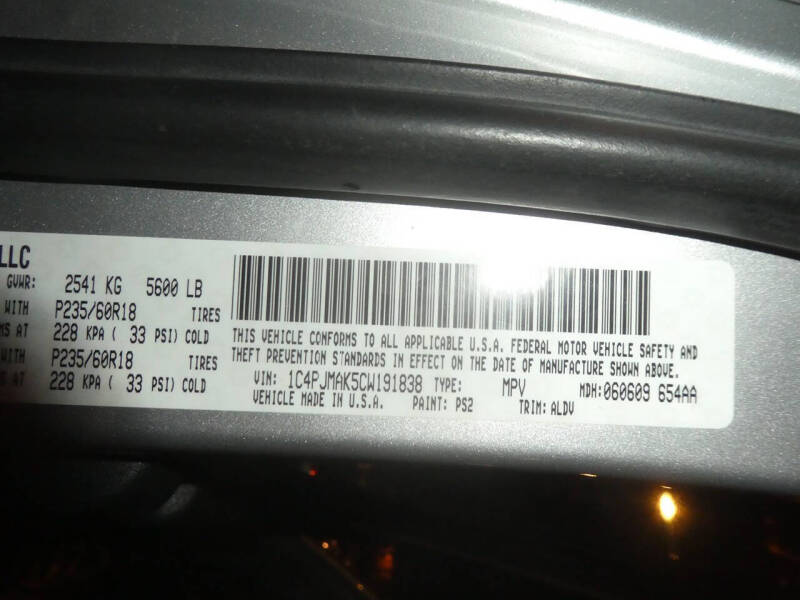 LLC
GVWR: 2541 KG 5600 LB
WITH P235/60R18 TIRES
MS AT 228 KPA ( 33 PSI) COLD
WITH P235/60R18 TIRES
AT 228 KPA ( 33 PSI) COLD
THIS VEHICLE CONFORMS TO ALL APPLICABLE U.S.A. FEDERAL MOTOR VEHICLE SAFETY AND
THEFT PREVENTION STANDARDS IN EFFECT ON THE DATE OF MANUFACTURE SHOWN ABOVE.
VIN: 1C4PJMAK5CW191838 TYPE: MPV MDH:060609 654AA
VEHICLE MADE IN U.S.A. PAINT: PS2 TRIM: ALDV